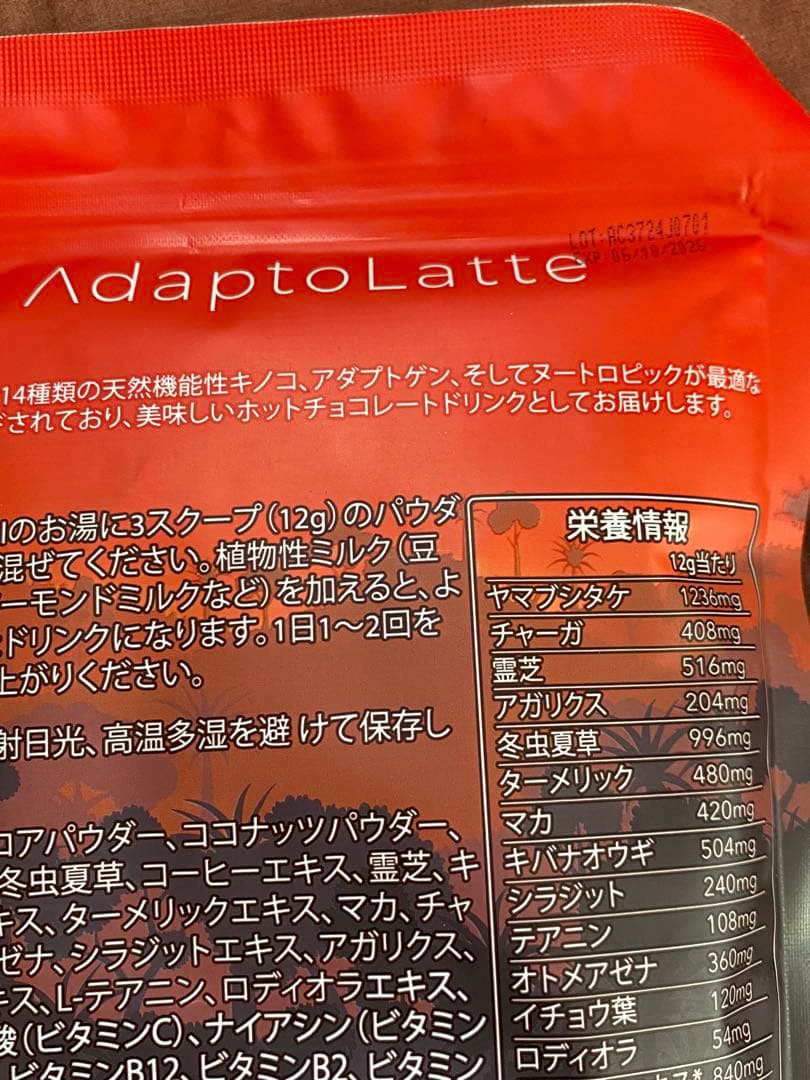 LOT:AC3724J0701
EXP 06/10/2026
AdaptoLatte
14種類の天然機能性キノコ、アダプトゲン、そしてヌートロピックが最適な
されており、美味しいホットチョコレートドリンクとしてお届けします。
のお湯に3スクープ（12g）のパウダ
混ぜてください。植物性ミルク（豆
ーモンドミルクなど）を加えると、よ
ドリンクになります。1日1〜2回を
上がりください。
射日光、高温多湿を避 けて保存し
コアパウダー、ココナッツパウダー、
冬虫夏草、コーヒーエキス、霊芝、キ
キス、ターメリックエキス、マカ、チャ
ゼナ、シラジットエキス、アガリクス、
キス、L-テアニン、ロディオラエキス、
酸（ビタミンC）、ナイアシン（ビタミン
ビタミンB12、ビタミンB2、ビタミン
栄養情報
12g当たり
ヤマブシタケ 1236mg
チャーガ 408mg
霊芝 516mg
アガリクス 204mg
冬虫夏草 996mg
ターメリック 480mg
マカ 420mg
キバナオウギ 504mg
シラジット 240mg
テアニン 108mg
オトメアゼナ 360mg
イチョウ葉 120mg
ロディオラ 54mg
840mg